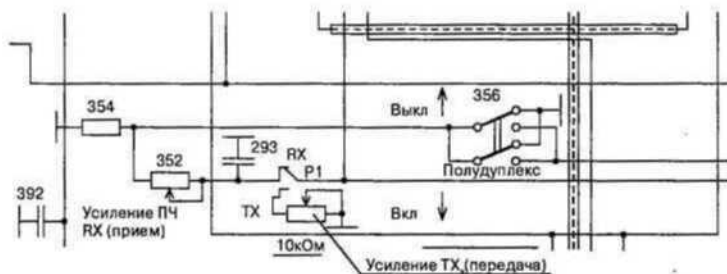 356
354
Выкл
293
RX
352
P1
Полудуплекс
392
Усиление ПЧ
RX (прием)
TX
Вкл
10кОм
Усиление TX (передача)